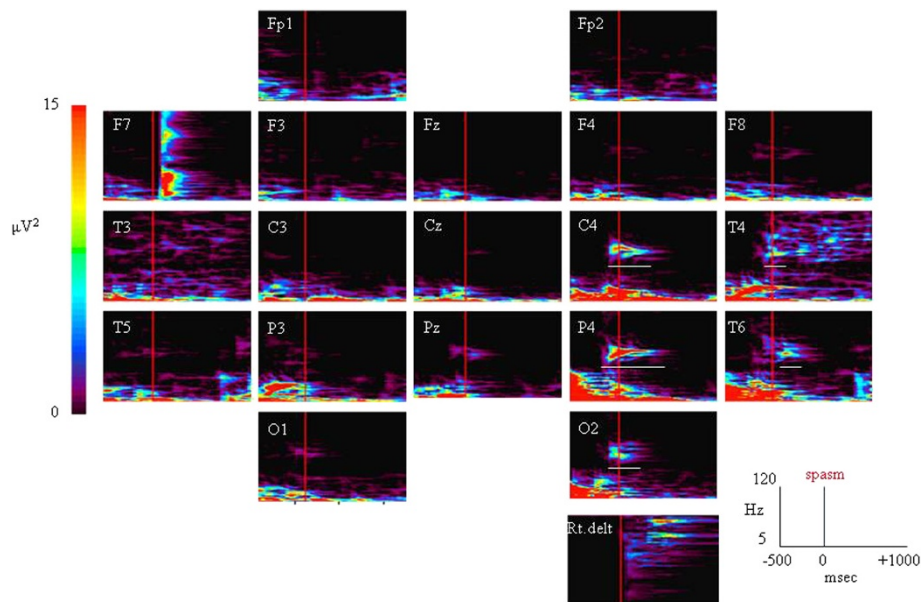 Fp1
Fp2
15
F7
F3
Fz
F4
F8
μV²
T3
C3
Cz
C4
T4
T5
P3
Pz
P4
T6
0
O1
O2
120
spasm
Hz
5
Rt.delt
-500
0
+1000
msec